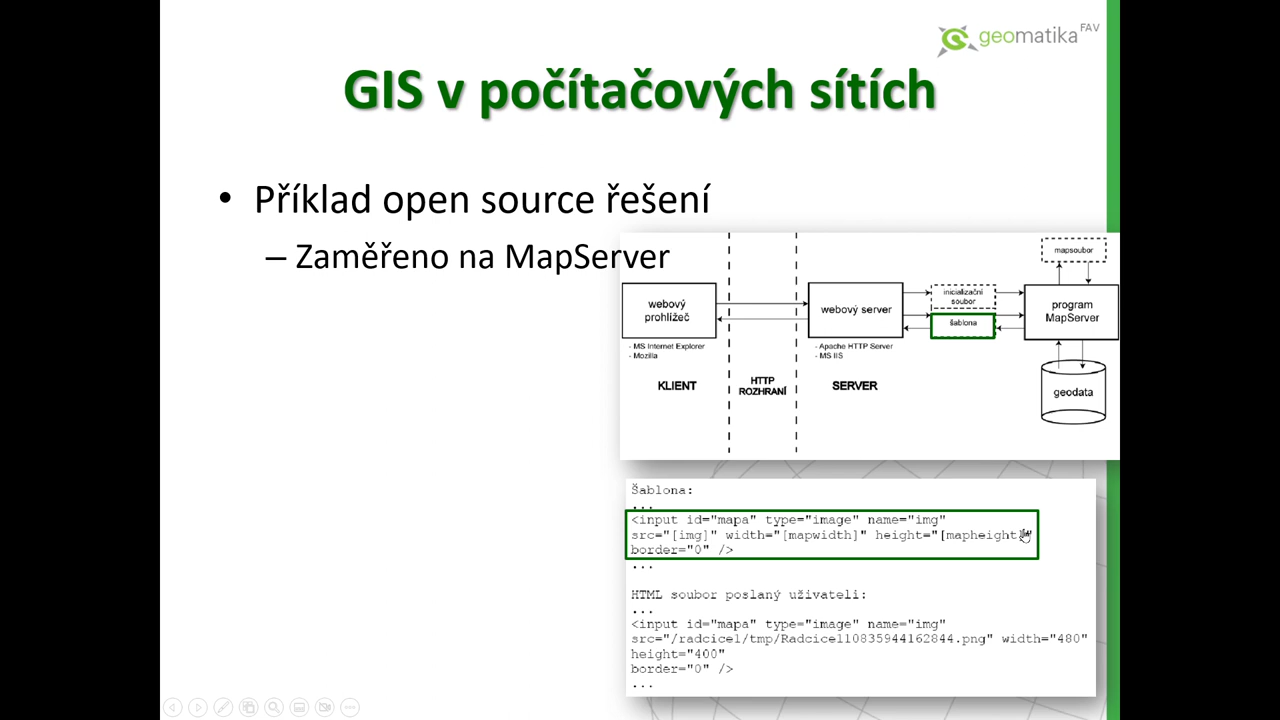 geomatika FAV
GIS v počítačových sítích
• Příklad open source řešení
– Zaměřeno na MapServer
mapsoubor
webový
prohlížeč
webový server
inicializační
soubor
šablona
program
MapServer
- MS Internet Explorer
- Mozilla
- Apache HTTP Server
- MS IIS
KLIENT
HTTP
ROZHRANÍ
SERVER
geodata
Šablona:
...
<input id="mapa" type="image" name="img"
src="[img]" width="[mapwidth]" height="[mapheight]"
border="0" />
...
HTML soubor poslaný uživateli:
...
<input id="mapa" type="image" name="img"
src="/radcice1/tmp/Radcice110835944162844.png" width="480"
height="400"
border="0" />
...